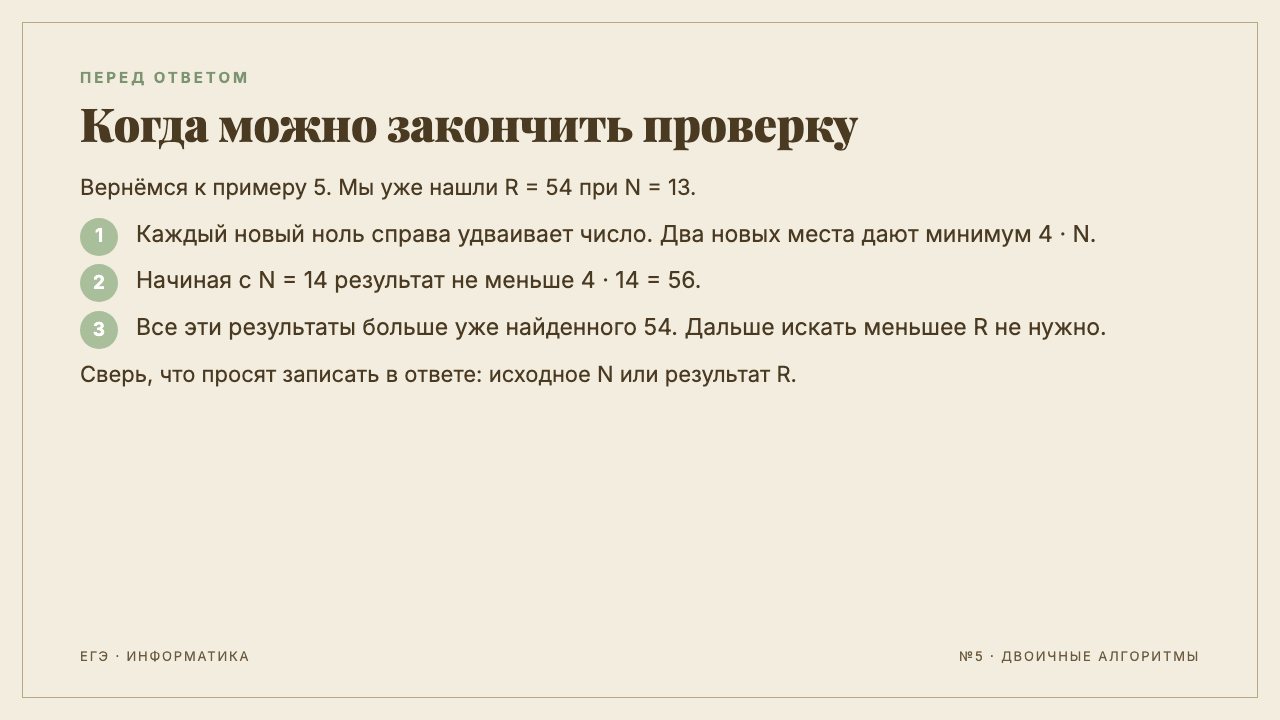 ПЕРЕД ОТВЕТОМ
Когда можно закончить проверку
Вернёмся к примеру 5. Мы уже нашли R = 54 при N = 13.
1 Каждый новый ноль справа удваивает число. Два новых места дают минимум 4 · N.
2 Начиная с N = 14 результат не меньше 4 · 14 = 56.
3 Все эти результаты больше уже найденного 54. Дальше искать меньшее R не нужно.
Сверь, что просят записать в ответе: исходное N или результат R.
ЕГЭ · ИНФОРМАТИКА
№5 · ДВОИЧНЫЕ АЛГОРИТМЫ